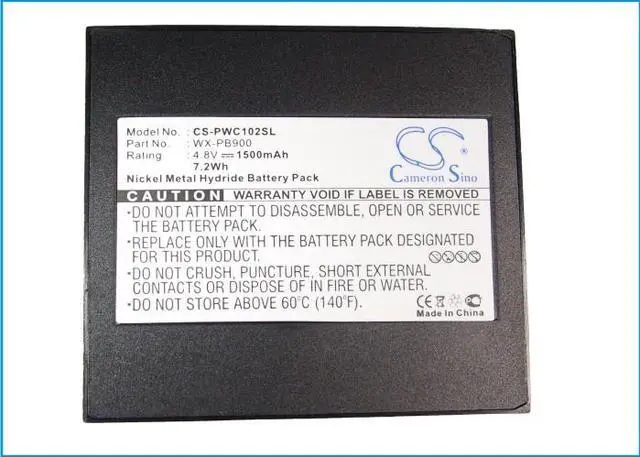 Model No. : CS-PWC102SL
Part No. : WX-PB900
Rating : 4.8V 1500mAh
7.2Wh
Nickel Metal Hydride Battery Pack
CS
Cameron Sino
CAUTION WARRANTY VOID IF LABEL IS REMOVED
•DO NOT ATTEMPT TO DISASSEMBLE, OPEN OR SERVICE
THE BATTERY PACK.
•REPLACE ONLY WITH THE BATTERY PACK DESIGNATED
FOR THIS PRODUCT.
•DO NOT CRUSH, PUNCTURE, SHORT EXTERNAL
CONTACTS OR DISPOSE OF IN FIRE OR WATER.
•DO NOT STORE ABOVE 60°C (140°F).
CE
Made In China